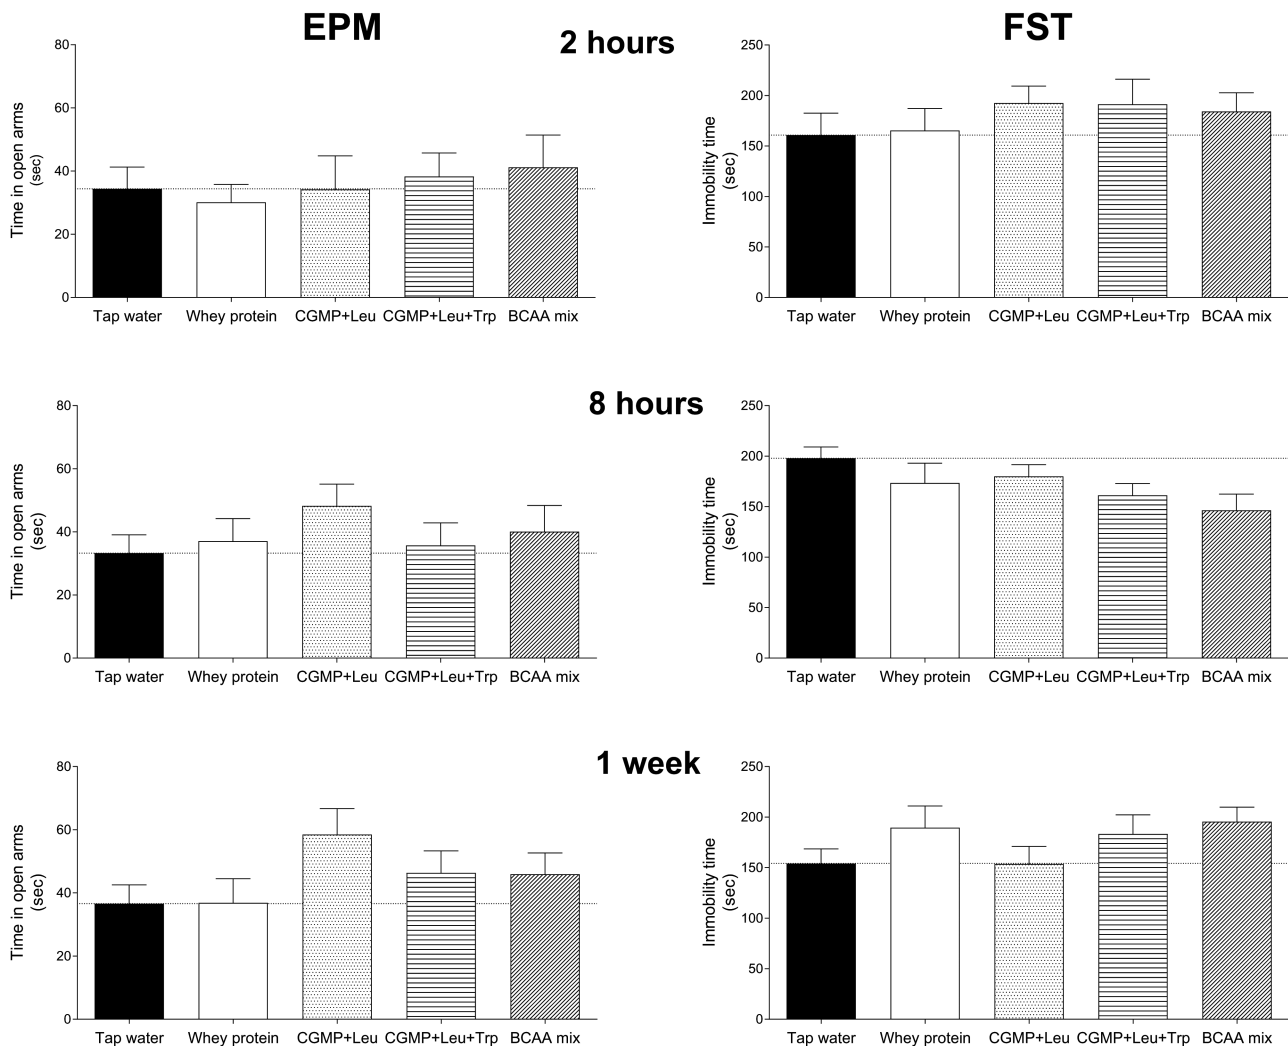 EPM
FST
2 hours
80
60
40
20
0
Time in open arms
(sec)
Tap water
Whey protein
CGMP+Leu
CGMP+Leu+Trp
BCAA mix
250
200
150
100
50
0
Immobility time
(sec)
Tap water
Whey protein
CGMP+Leu
CGMP+Leu+Trp
BCAA mix
8 hours
80
60
40
20
0
Time in open arms
(sec)
Tap water
Whey protein
CGMP+Leu
CGMP+Leu+Trp
BCAA mix
250
200
150
100
50
0
Immobility time
(sec)
Tap water
Whey protein
CGMP+Leu
CGMP+Leu+Trp
BCAA mix
1 week
80
60
40
20
0
Time in open arms
(sec)
Tap water
Whey protein
CGMP+Leu
CGMP+Leu+Trp
BCAA mix
250
200
150
100
50
0
Immobility time
(sec)
Tap water
Whey protein
CGMP+Leu
CGMP+Leu+Trp
BCAA mix